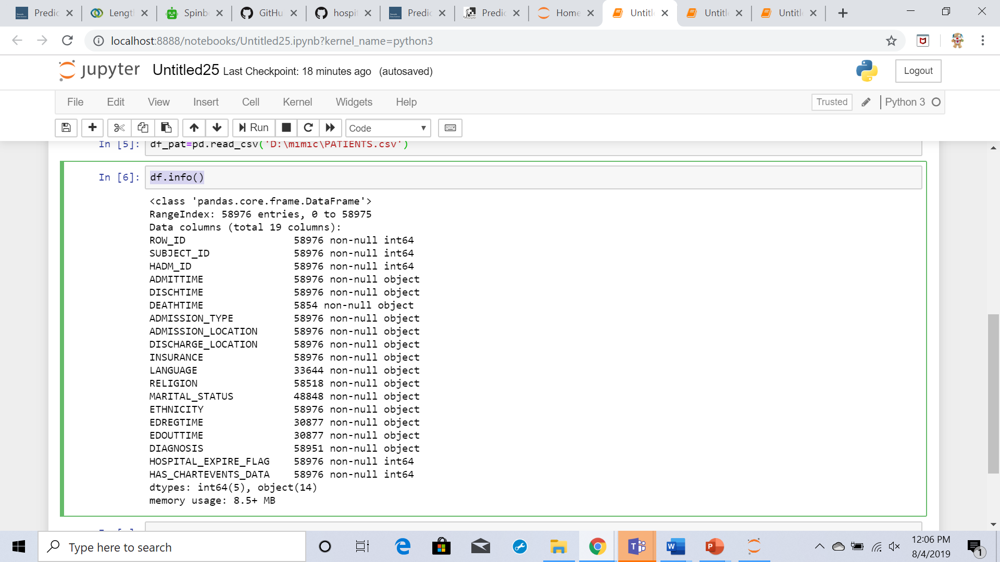 Predic
Length
Spinb
GitHu
hospit
Predic
Predic
Home
Untitle
Untitle
Untitle
localhost:8888/notebooks/Untitled25.ipynb?kernel_name=python3
jupyter Untitled25 Last Checkpoint: 18 minutes ago (autosaved)
Logout
File Edit View Insert Cell Kernel Widgets Help
Trusted
Python 3
Run
Code
In [5]: df_pat=pd.read_csv('D:\mimic\PATIENTS.csv')
In [6]: df.info()
<class 'pandas.core.frame.DataFrame'>
RangeIndex: 58976 entries, 0 to 58975
Data columns (total 19 columns):
ROW_ID 58976 non-null int64
SUBJECT_ID 58976 non-null int64
HADM_ID 58976 non-null int64
ADMITTIME 58976 non-null object
DISCHTIME 58976 non-null object
DEATHTIME 5854 non-null object
ADMISSION_TYPE 58976 non-null object
ADMISSION_LOCATION 58976 non-null object
DISCHARGE_LOCATION 58976 non-null object
INSURANCE 58976 non-null object
LANGUAGE 33644 non-null object
RELIGION 58518 non-null object
MARITAL_STATUS 48848 non-null object
ETHNICITY 58976 non-null object
EDREGTIME 30877 non-null object
EDOUTTIME 30877 non-null object
DIAGNOSIS 58951 non-null object
HOSPITAL_EXPIRE_FLAG 58976 non-null int64
HAS_CHARTEVENTS_DATA 58976 non-null int64
dtypes: int64(5), object(14)
memory usage: 8.5+ MB
Type here to search
12:06 PM
8/4/2019
1